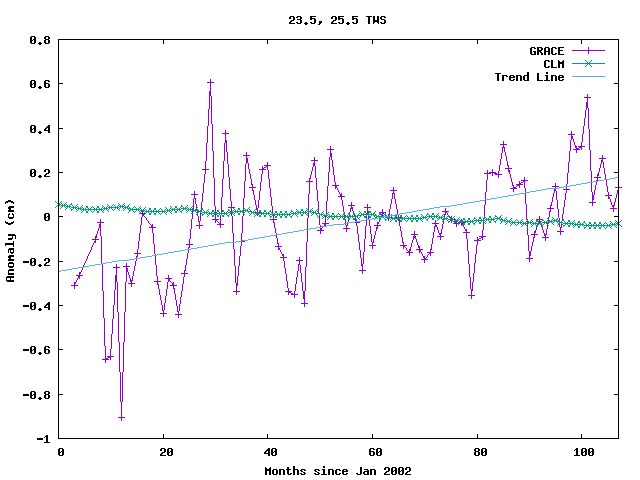 23.5, 25.5 TWS
GRACE
CLM
Trend Line
0.8
0.6
0.4
0.2
0
-0.2
-0.4
-0.6
-0.8
-1
Anomaly (cm)
0 20 40 60 80 100
Months since Jan 2002